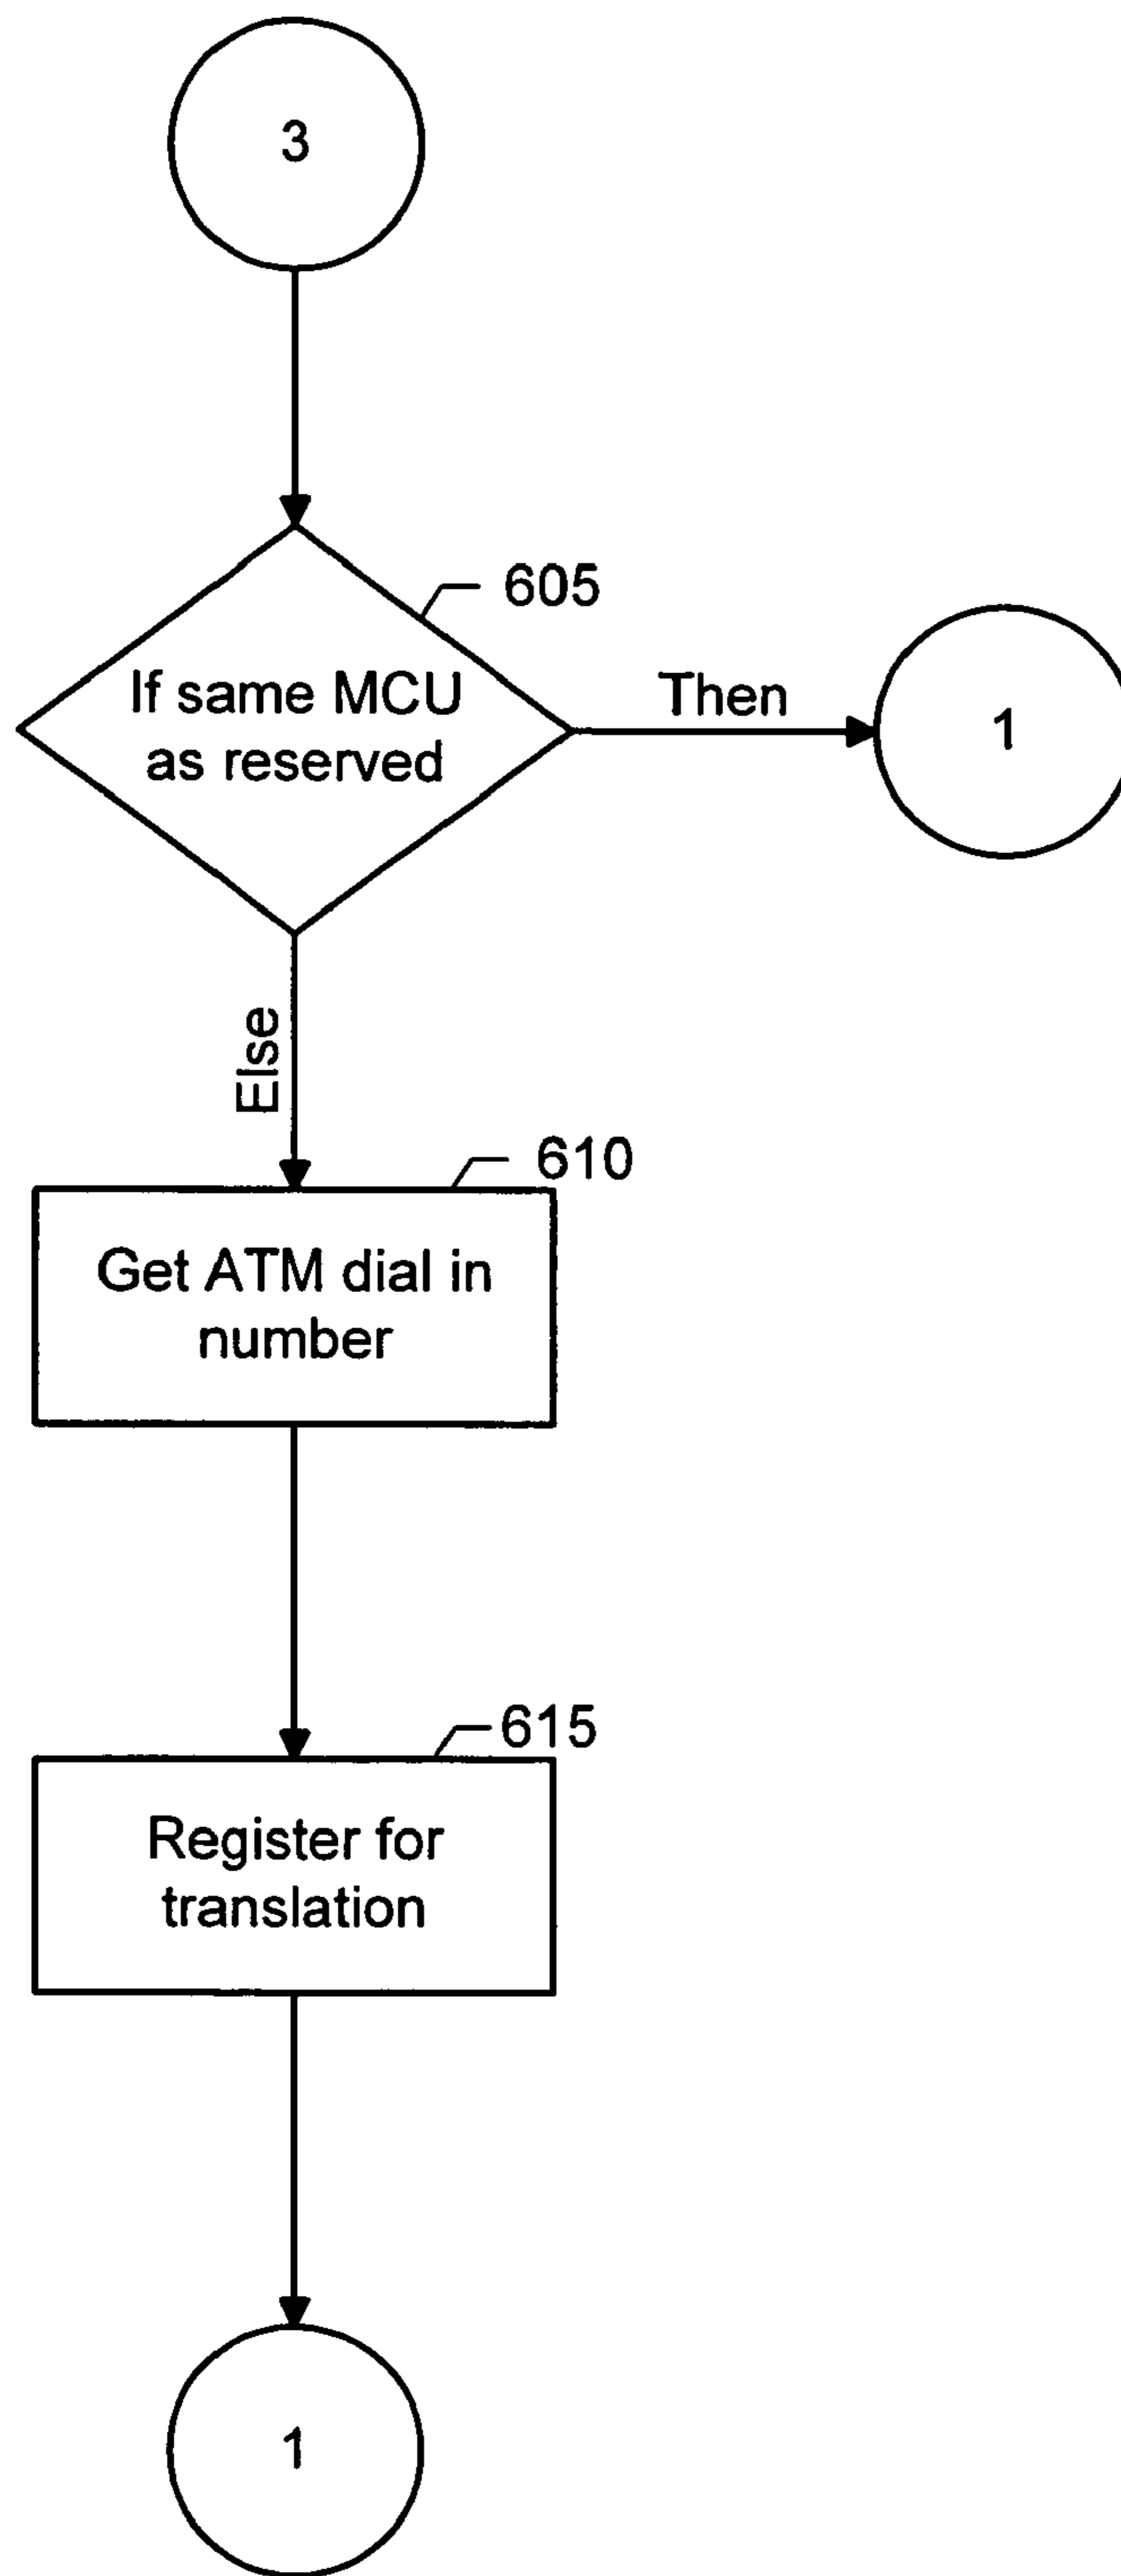 3
605
If same MCU
as reserved
Then
1
Else
610
Get ATM dial in
number
615
Register for
translation
1